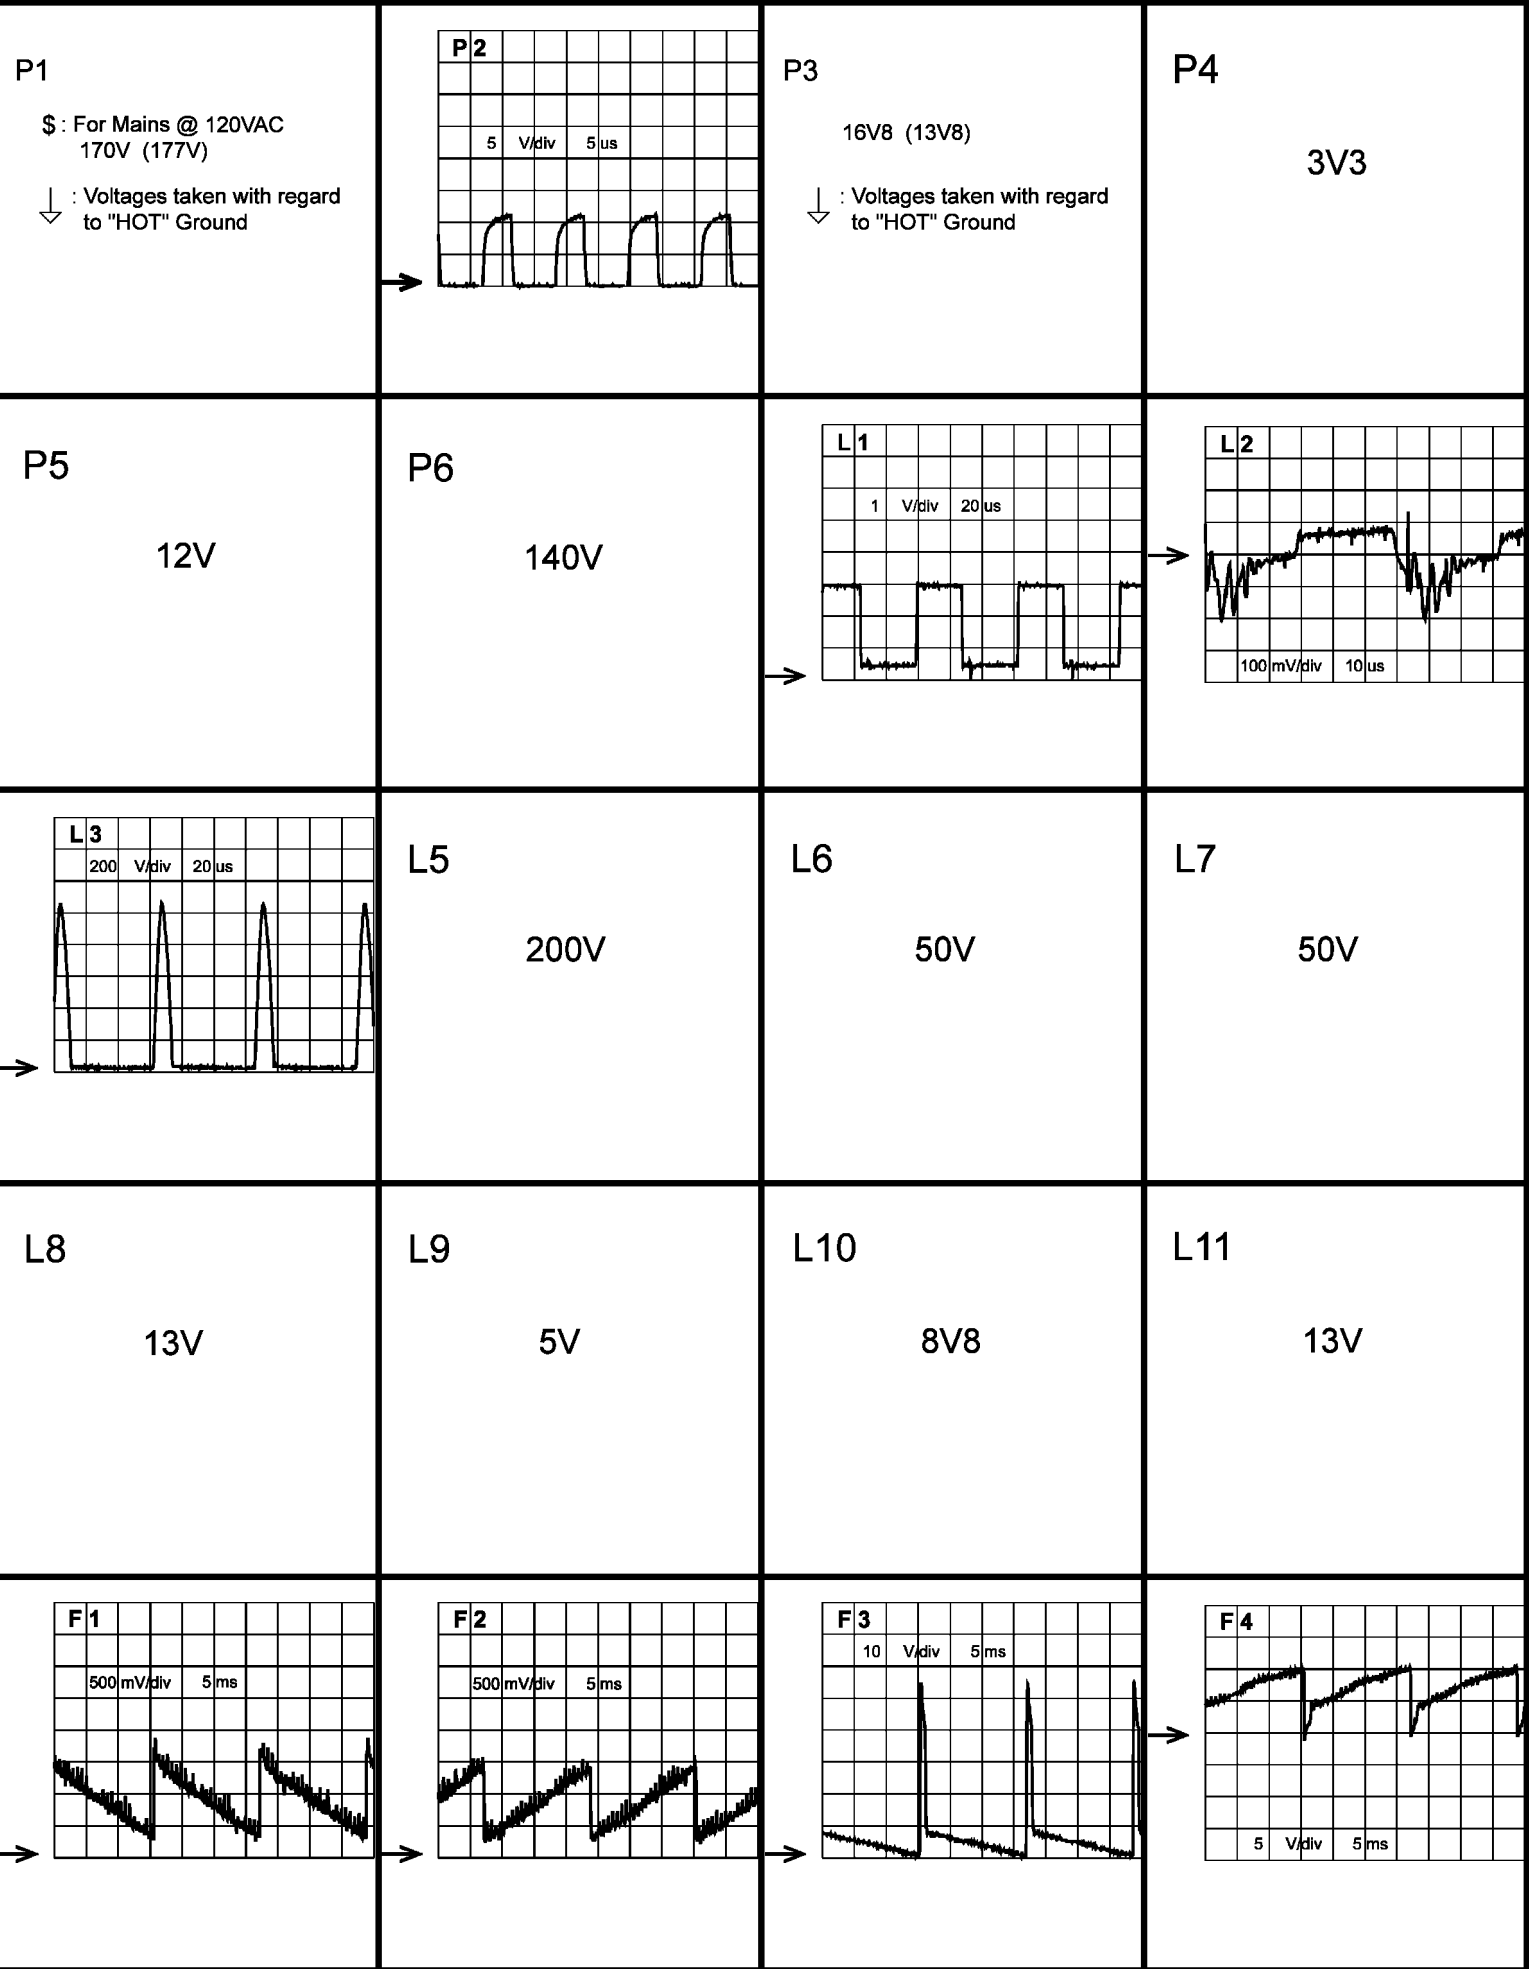 P1
$ : For Mains @ 120VAC
170V (177V)
: Voltages taken with regard
to "HOT" Ground
P2
5 V/div 5 us
P3
16V8 (13V8)
: Voltages taken with regard
to "HOT" Ground
P4
3V3
P5
12V
P6
140V
L1
1 V/div 20 us
L2
100 mV/div 10 us
L3
200 V/div 20 us
L5
200V
L6
50V
L7
50V
L8
13V
L9
5V
L10
8V8
L11
13V
F1
500 mV/div 5 ms
F2
500 mV/div 5 ms
F3
10 V/div 5 ms
F4
5 V/div 5 ms